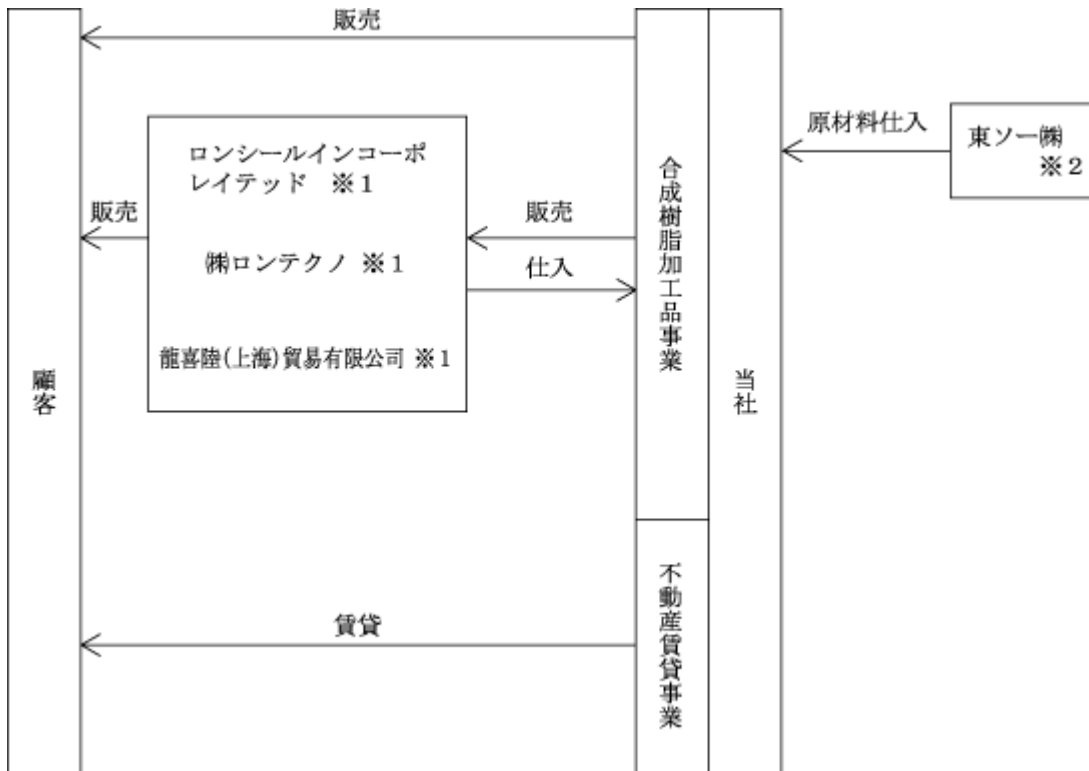 販売
原材料仕入
東ソー㈱
※２
ロンシールインコーポ
レイテッド ※１
販売
販売
㈱ロンテクノ ※１
仕入
龍喜陸(上海)貿易有限公司 ※１
合成樹脂加工品事業
顧客
当社
不動産賃貸事業
賃貸